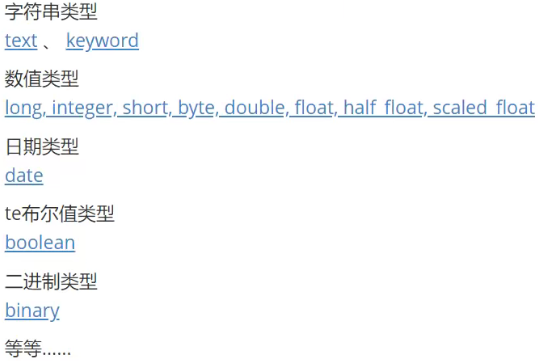 字符串类型
text 、 keyword
数值类型
long, integer, short, byte, double, float, half_float, scaled_float
日期类型
date
te布尔值类型
boolean
二进制类型
binary
等等……